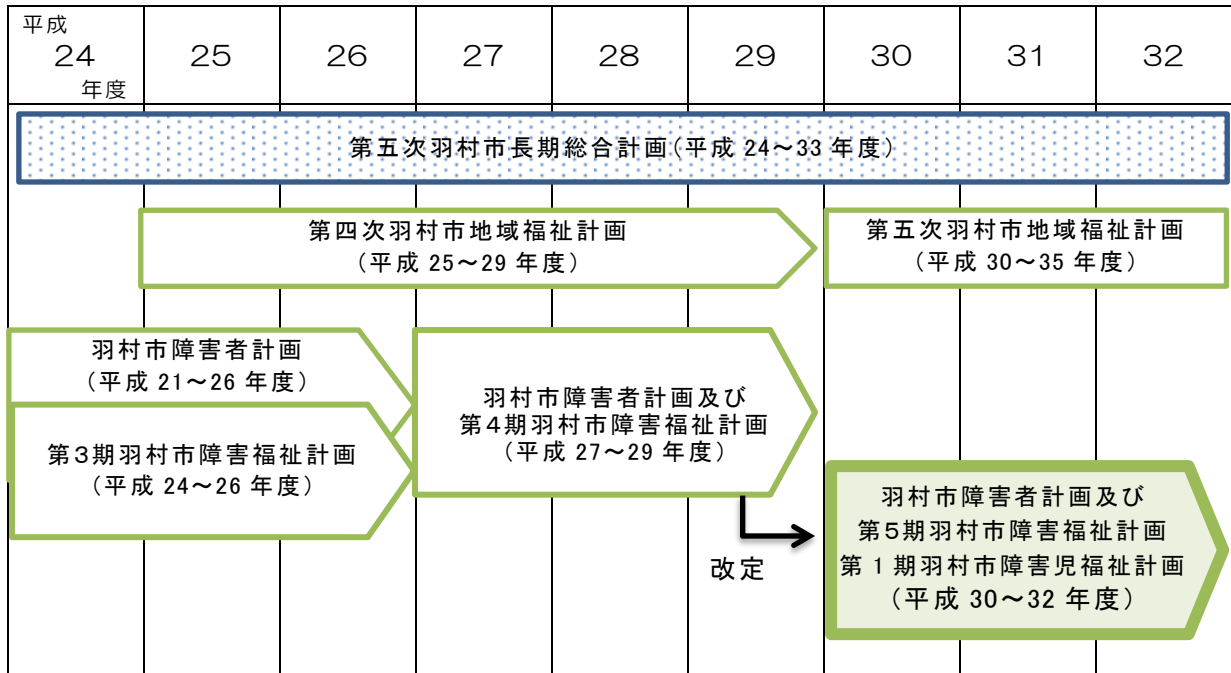 平成
24 25 26 27 28 29 30 31 32
年度
第五次羽村市長期総合計画(平成 24～33 年度)
第四次羽村市地域福祉計画
(平成 25～29 年度)
第五次羽村市地域福祉計画
(平成 30～35 年度)
羽村市障害者計画
(平成 21～26 年度)
第3期羽村市障害福祉計画
(平成 24～26 年度)
羽村市障害者計画及び
第4期羽村市障害福祉計画
(平成 27～29 年度)
改定
羽村市障害者計画及び
第5期羽村市障害福祉計画
第1期羽村市障害児福祉計画
(平成 30～32 年度)